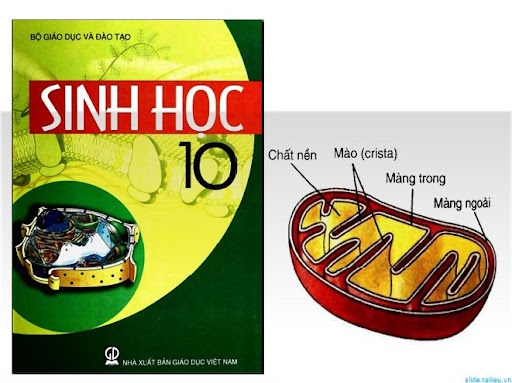 BỘ GIÁO DỤC VÀ ĐÀO TẠO
SINH HỌC
10
NHÀ XUẤT BẢN GIÁO DỤC VIỆT NAM
Chất nền
Mào (crista)
Màng trong
Màng ngoài
slide.tailieu.vn